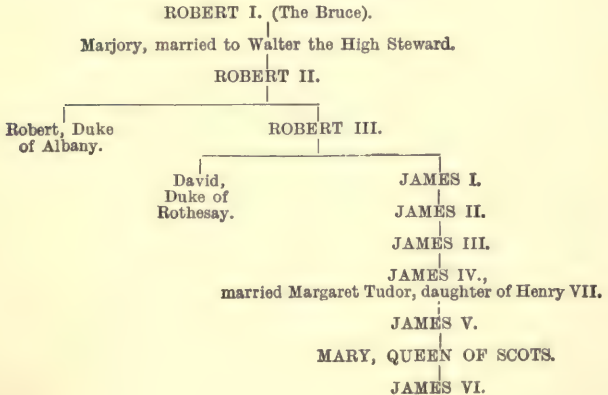 ROBERT I. (The Bruce).
Marjory, married to Walter the High Steward.
ROBERT II.
Robert, Duke
of Albany.
ROBERT III.
David,
Duke of
Rothesay.
JAMES I.
JAMES II.
JAMES III.
JAMES IV.,
married Margaret Tudor, daughter of Henry VII.
JAMES V.
MARY, QUEEN OF SCOTS.
JAMES VI.